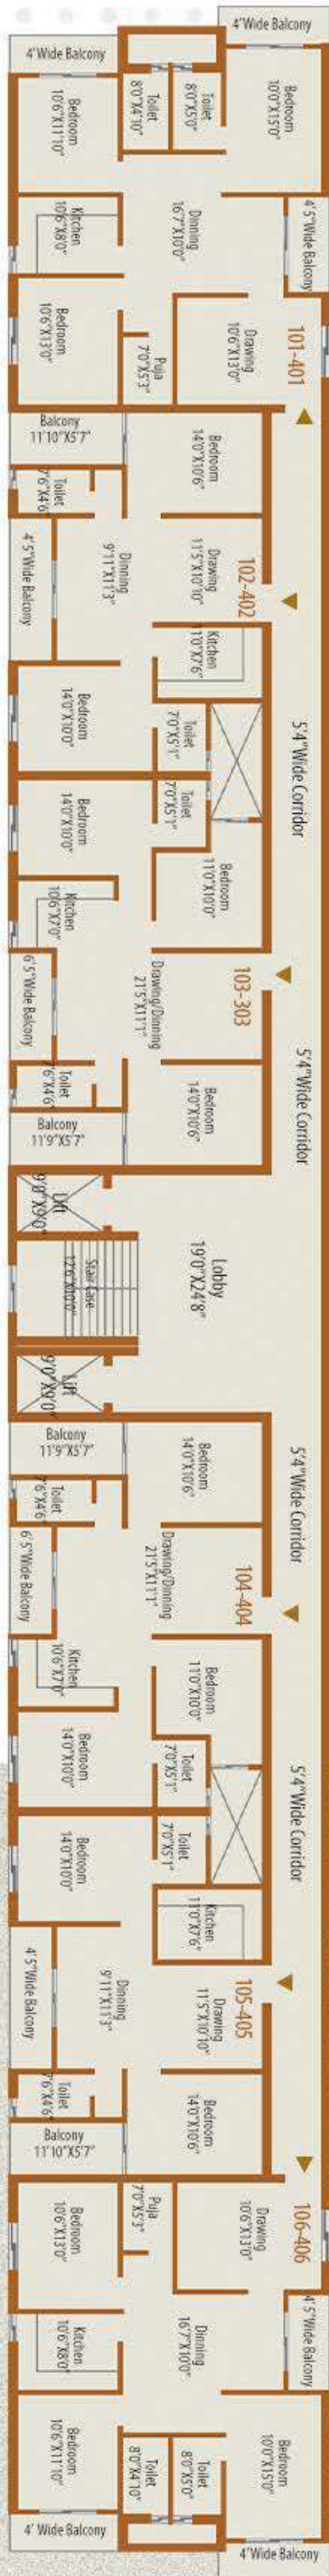 4'Wide Balcony
4'Wide Balcony
Toilet
8'0"X4'10"
Toilet
8'0"X5'0"
Bedroom
10'0"X15'0"
Bedroom
10'6"X11'10"
Kitchen
10'6"X8'0"
Dinning
16'7"X10'0"
4'5"Wide Balcony
Bedroom
10'6"X13'0"
Puja
7'0"X5'3"
Drawing
10'6"X13'0"
101-401
Balcony
11'10"X5'7"
Bedroom
14'0"X10'6"
Toilet
7'6"X4'6"
4'5"Wide Balcony
Dinning
9'11"X11'3"
Drawing
11'5"X10'10"
102-402
Kitchen
11'0"X7'6"
Bedroom
14'0"X10'0"
Toilet
7'0"X5'1"
5'4"Wide Corridor
Bedroom
14'0"X10'0"
Toilet
7'0"X5'1"
Bedroom
11'0"X10'0"
Kitchen
10'6"X7'0"
6'5"Wide Balcony
Drawing/Dinning
21'5"X11'1"
103-303
Toilet
7'6"X4'6"
Bedroom
14'0"X10'6"
5'4"Wide Corridor
Balcony
11'9"X5'7"
Lift
9'0"X9'0"
Stair Case
12'6"X10'0"
Lobby
19'0"X24'8"
Lift
9'0"X9'0"
Balcony
11'9"X5'7"
Bedroom
14'0"X10'6"
5'4"Wide Corridor
Toilet
7'6"X4'6"
6'5"Wide Balcony
Drawing/Dinning
21'5"X11'1"
104-404
Kitchen
10'6"X7'0"
Bedroom
11'0"X10'0"
Bedroom
14'0"X10'0"
Toilet
7'0"X5'1"
5'4"Wide Corridor
Bedroom
14'0"X10'0"
Toilet
7'0"X5'1"
Kitchen
11'0"X7'6"
4'5"Wide Balcony
Dinning
9'11"X11'3"
Drawing
11'5"X10'10"
105-405
Toilet
7'6"X4'6"
Bedroom
14'0"X10'6"
Balcony
11'10"X5'7"
Bedroom
10'6"X13'0"
Puja
7'0"X5'3"
Drawing
10'6"X13'0"
106-406
Kitchen
10'6"X8'0"
Dinning
16'7"X10'0"
4'5"Wide Balcony
Bedroom
10'6"X11'10"
Toilet
8'0"X4'10"
Toilet
8'0"X5'0"
Bedroom
10'0"X15'0"
4' Wide Balcony
4'Wide Balcony